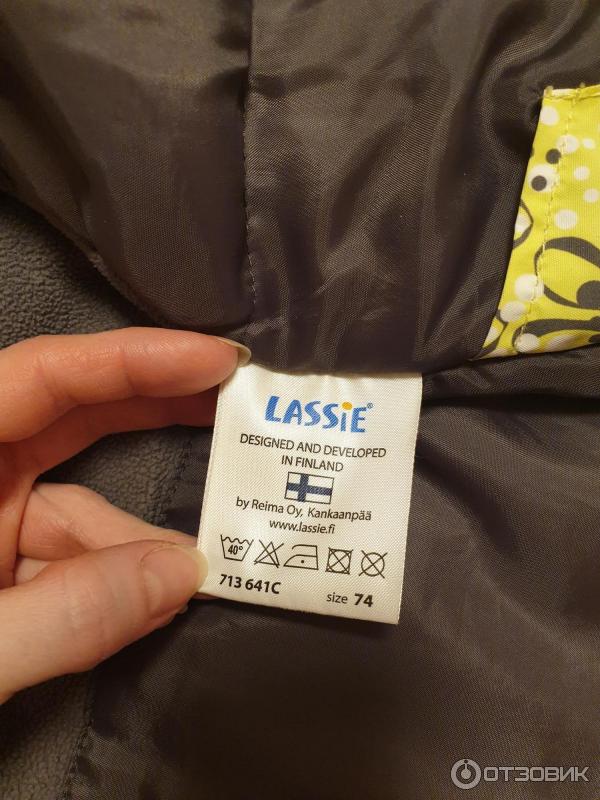 LASSiE®
DESIGNED AND DEVELOPED
IN FINLAND
by Reima Oy, Kankaanpää
www.lassie.fi
40°
713 641C
size 74
ОТЗОВИК